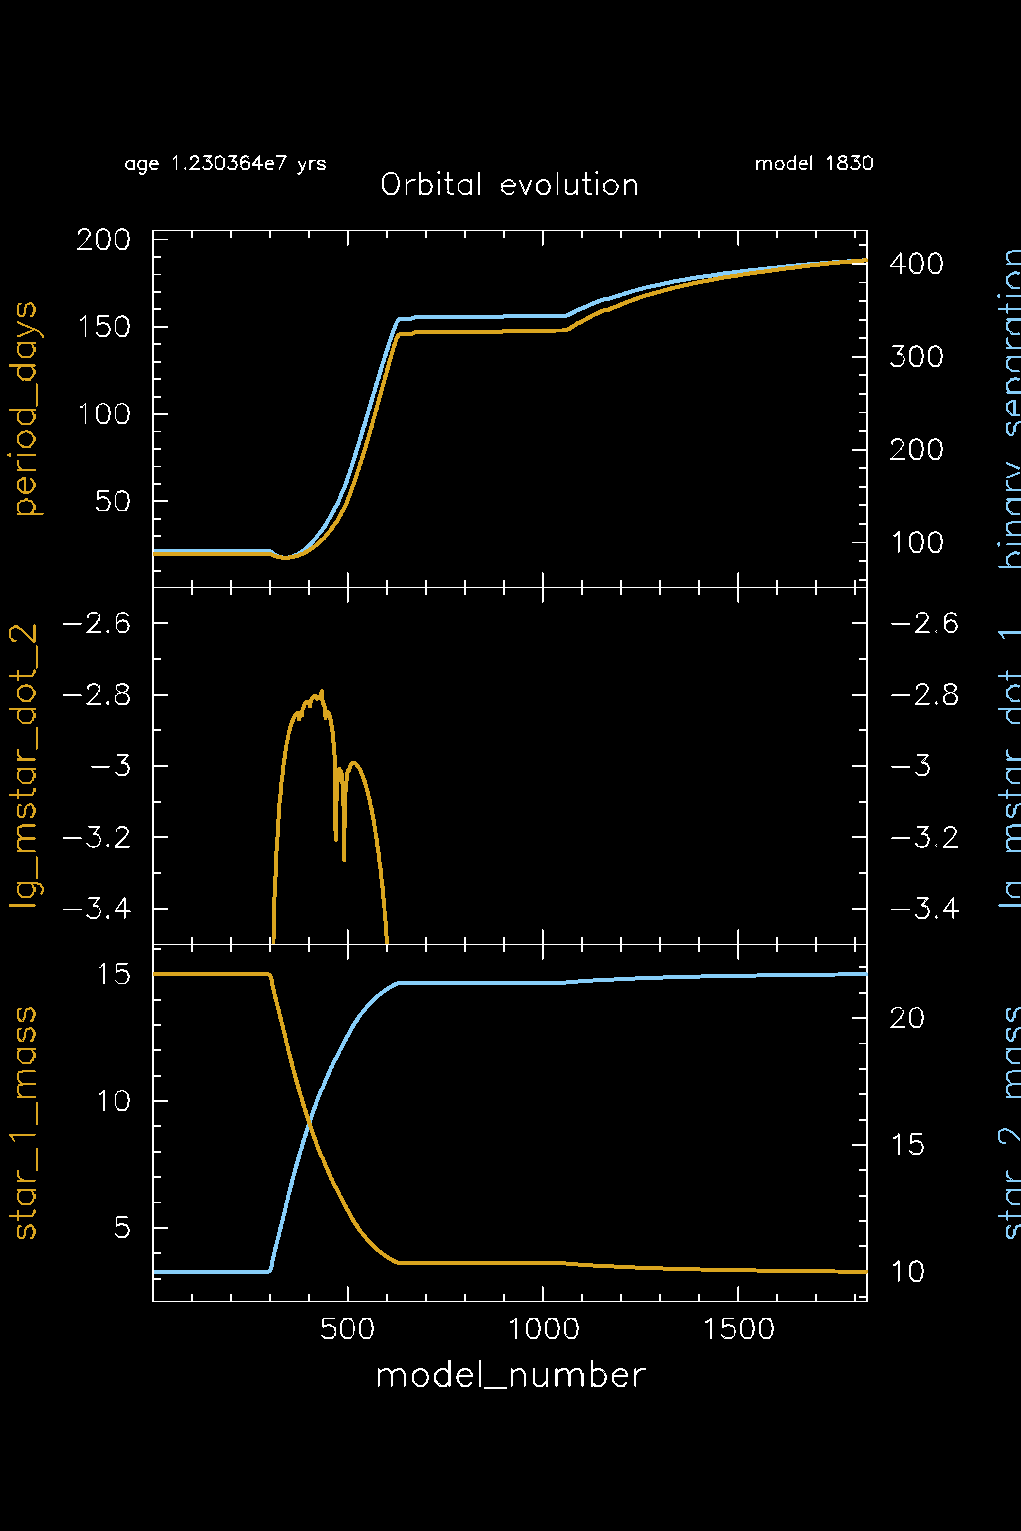 age 1.230364e7 yrs
model 1830
Orbital evolution
period_days
200
150
100
50
400
300
200
100
binary_separation
lg_mstar_dot_2
−2.6
−2.8
−3
−3.2
−3.4
−2.6
−2.8
−3
−3.2
−3.4
lg_mstar_dot_1
star_1_mass
15
10
5
20
15
10
star_2_mass
500
1000
1500
model_number